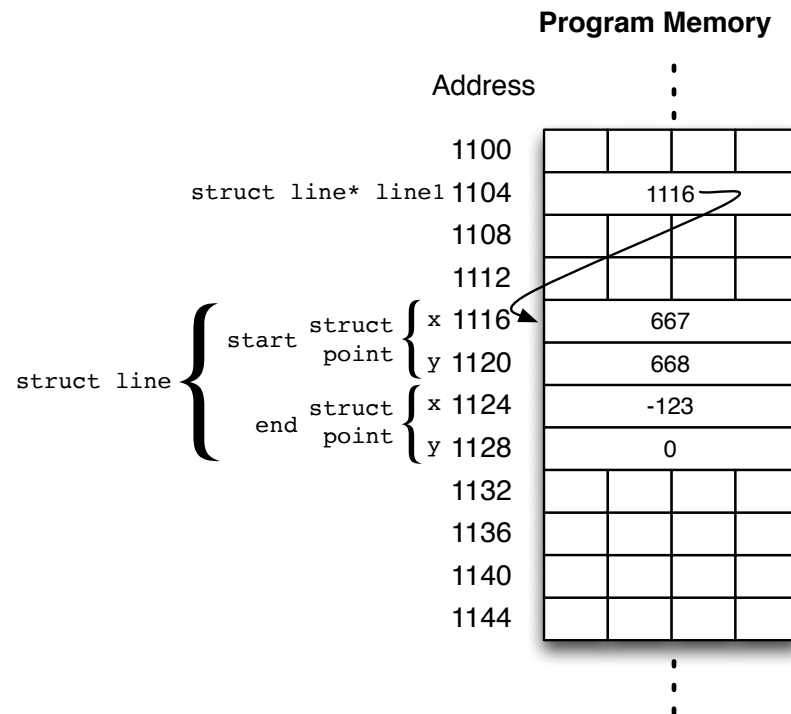 Program Memory
Address
1100
struct line* line1 1104 1116
1108
1112
struct line
start struct point x 1116 667
y 1120 668
end struct point x 1124 -123
y 1128 0
1132
1136
1140
1144